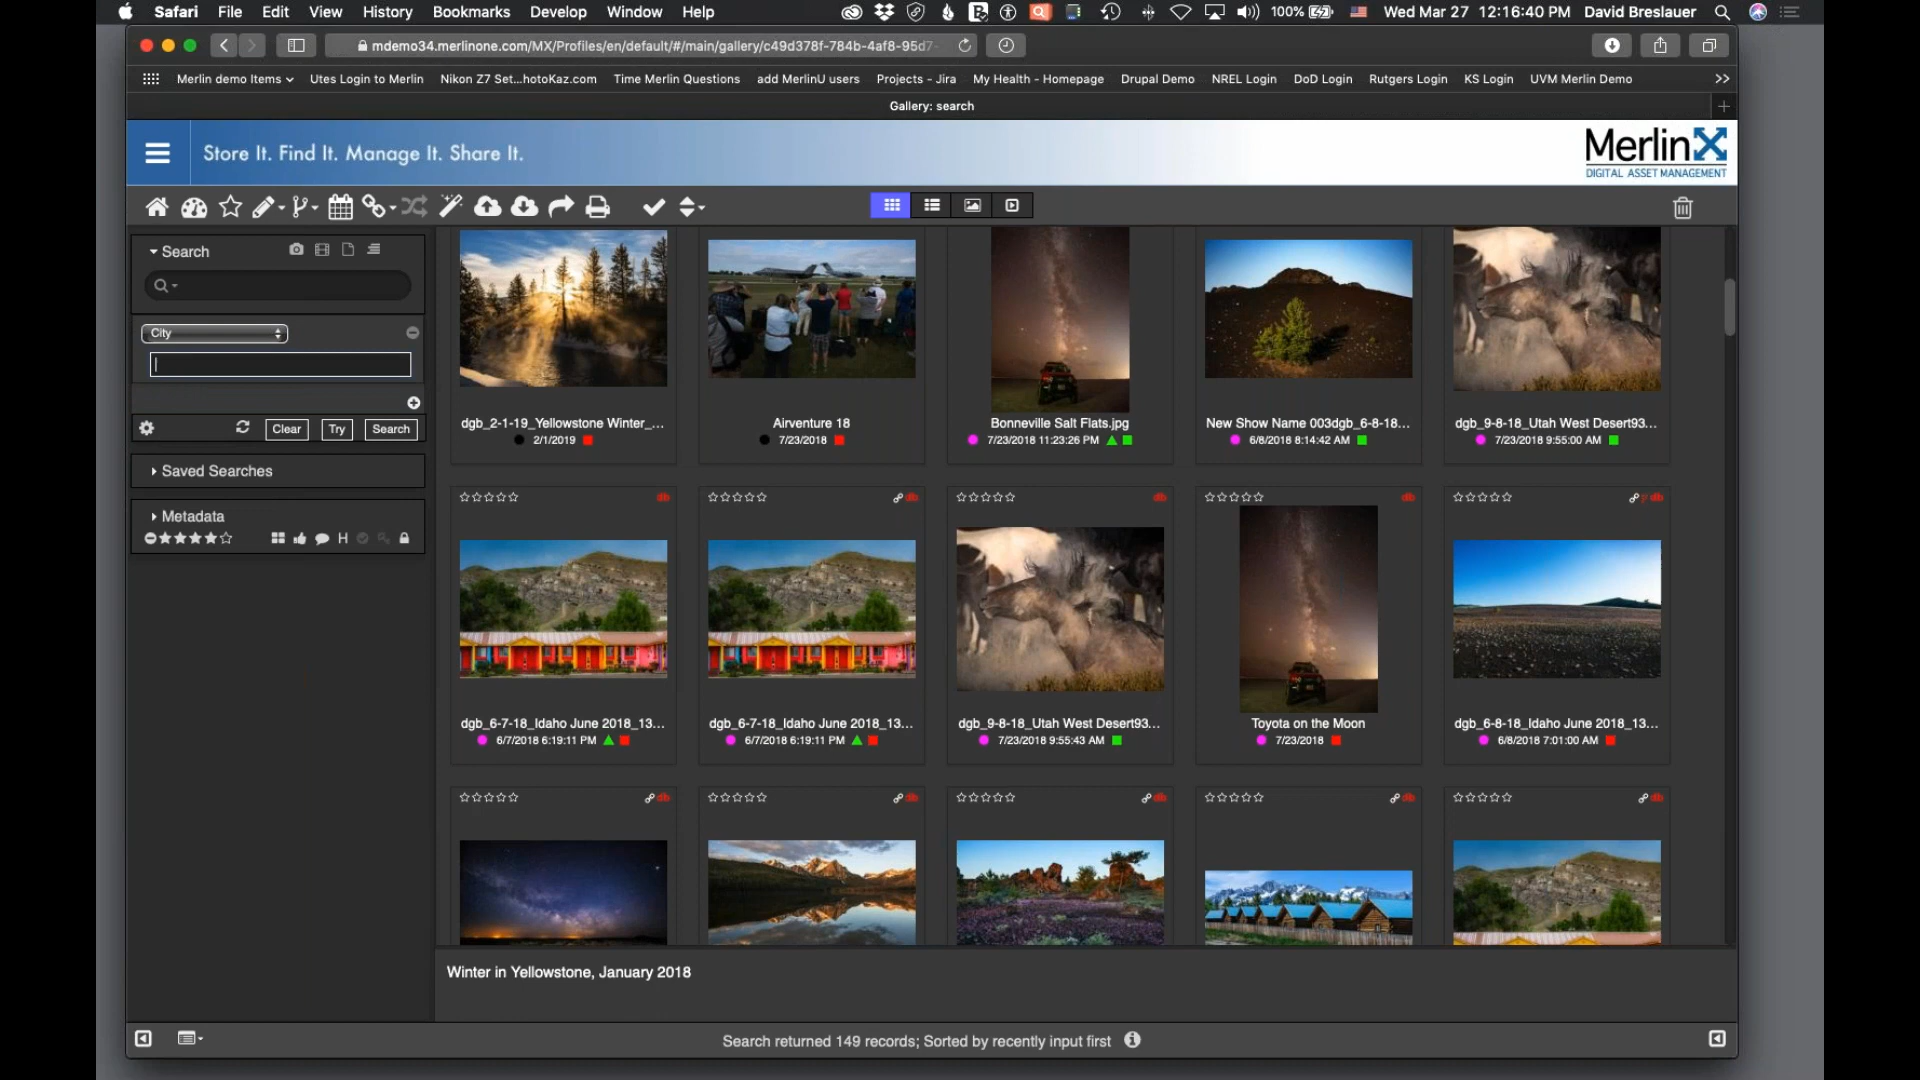 Safari File Edit View History Bookmarks Develop Window Help 100% Wed Mar 27 12:16:40 PM David Breslauer
mdemo34.merlinone.com/MX/Profiles/en/default/#/main/gallery/c49d378f-784b-4af8-95d7-
Merlin demo Items Utes Login to Merlin Nikon Z7 Set...hotoKaz.com Time Merlin Questions add MerlinU users Projects - Jira My Health - Homepage Drupal Demo NREL Login DoD Login Rutgers Login KS Login UVM Merlin Demo >>
Gallery: search
Store It. Find It. Manage It. Share It.
MerlinX
DIGITAL ASSET MANAGEMENT
Search
City
Clear Try Search
Saved Searches
Metadata
H
dgb_2-1-19_Yellowstone Winter_...
2/1/2019
Airventure 18
7/23/2018
Bonneville Salt Flats.jpg
7/23/2018 11:23:26 PM
New Show Name 003dgb_6-8-18...
6/8/2018 8:14:42 AM
dgb_9-8-18_Utah West Desert93...
7/23/2018 9:55:00 AM
dgb_6-7-18_Idaho June 2018_13...
6/7/2018 6:19:11 PM
dgb_6-7-18_Idaho June 2018_13...
6/7/2018 6:19:11 PM
dgb_9-8-18_Utah West Desert93...
7/23/2018 9:55:43 AM
Toyota on the Moon
7/23/2018
dgb_6-8-18_Idaho June 2018_13...
6/8/2018 7:01:00 AM
Winter in Yellowstone, January 2018
Search returned 149 records; Sorted by recently input first